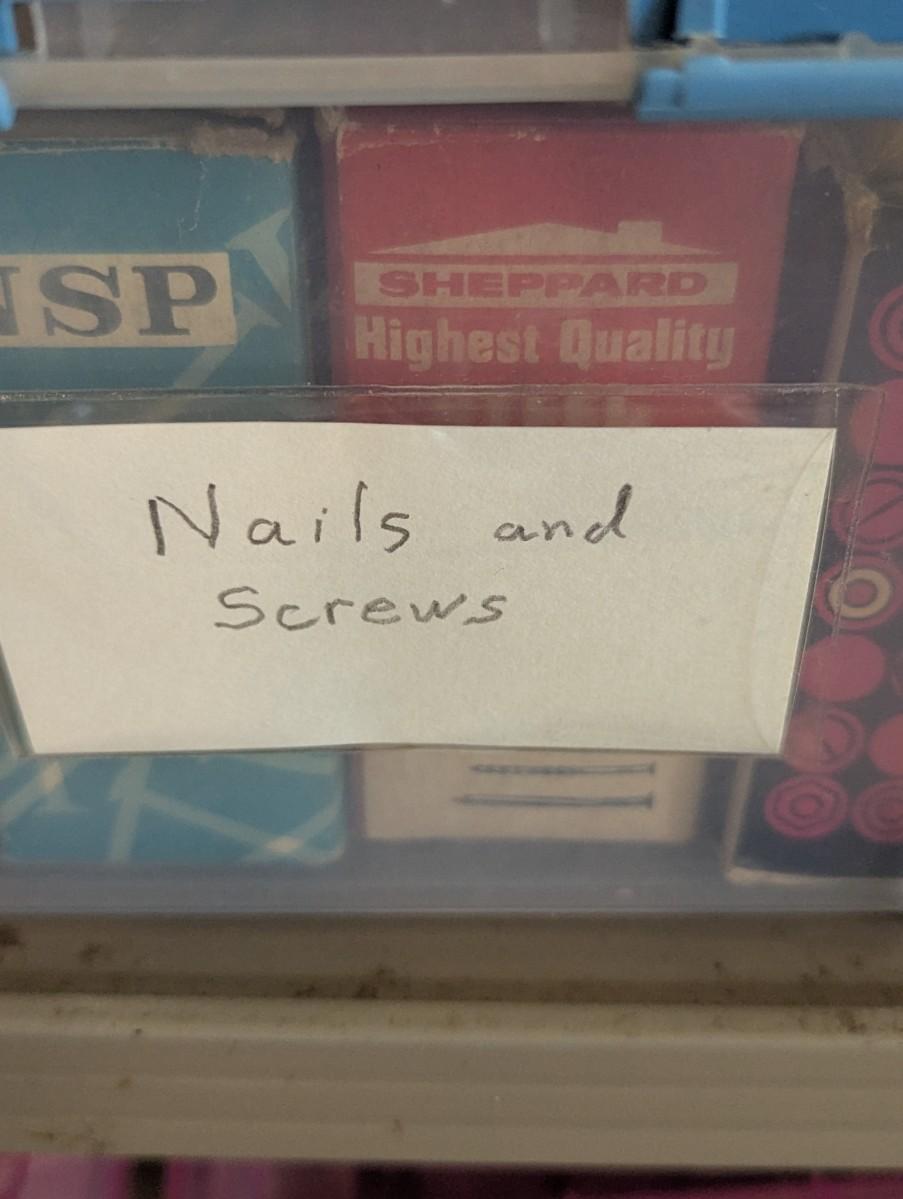 NSP
SHEPPARD
Highest Quality
Nails and
Screws